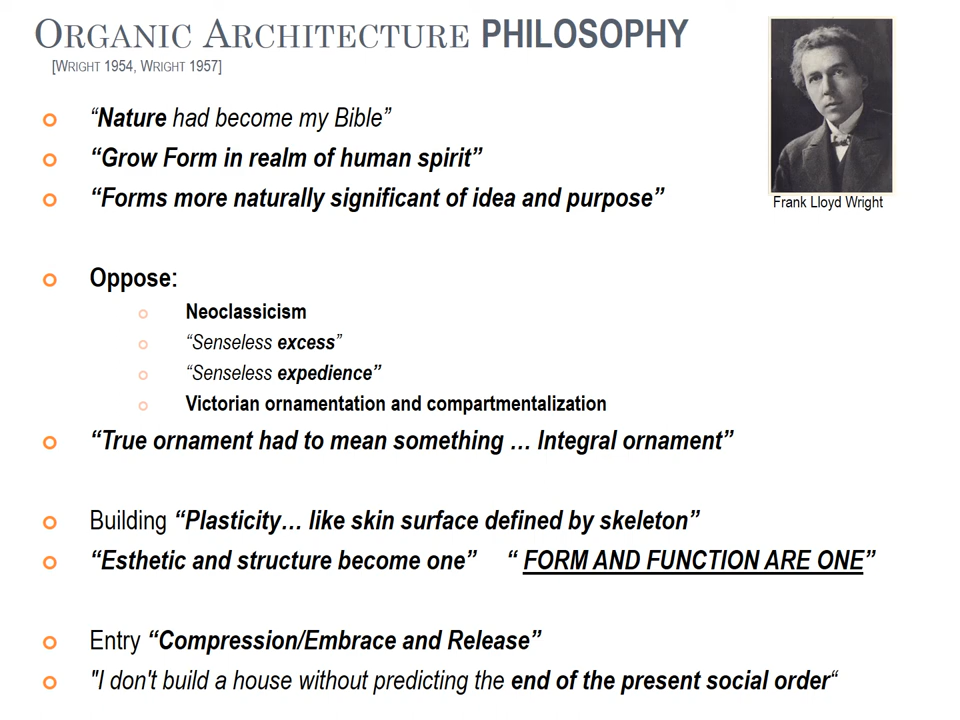 ORGANIC ARCHITECTURE PHILOSOPHY
[WRIGHT 1954, WRIGHT 1957]
“Nature had become my Bible”
“Grow Form in realm of human spirit”
“Forms more naturally significant of idea and purpose”
Frank Lloyd Wright
Oppose:
Neoclassicism
“Senseless excess”
“Senseless expedience”
Victorian ornamentation and compartmentalization
“True ornament had to mean something … Integral ornament”
Building “Plasticity… like skin surface defined by skeleton”
“Esthetic and structure become one” “ FORM AND FUNCTION ARE ONE”
Entry “Compression/Embrace and Release”
"I don't build a house without predicting the end of the present social order“